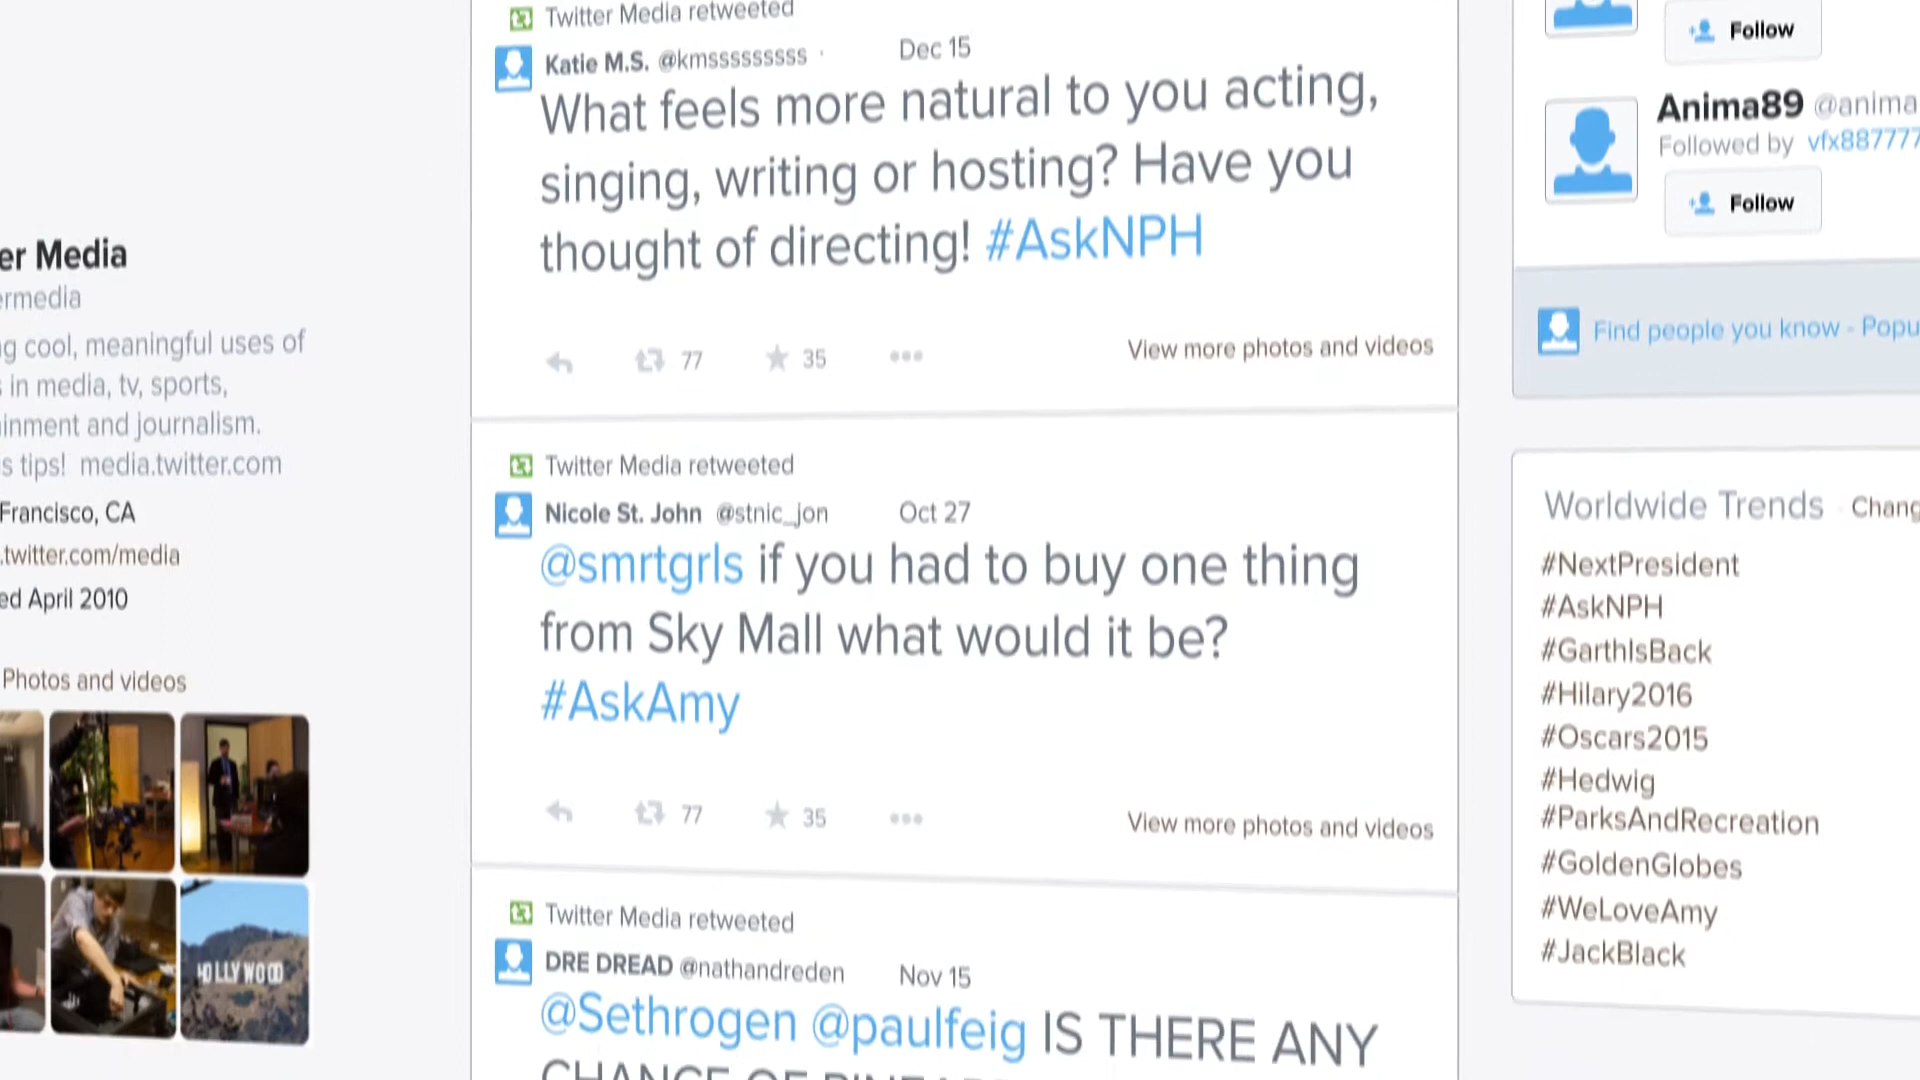 er Media
ermedia
g cool, meaningful uses of
s in media, tv, sports,
inment and journalism.
s tips! media.twitter.com
Francisco, CA
.twitter.com/media
ed April 2010
Photos and videos
HOLLYWOOD
Twitter Media retweeted
Katie M.S. @kmsssssssss · Dec 15
What feels more natural to you acting,
singing, writing or hosting? Have you
thought of directing! #AskNPH
77 35 View more photos and videos
Twitter Media retweeted
Nicole St. John @stnic_jon Oct 27
@smrtgrls if you had to buy one thing
from Sky Mall what would it be?
#AskAmy
77 35 View more photos and videos
Twitter Media retweeted
DRE DREAD @nathandreden Nov 15
@Sethrogen @paulfeig IS THERE ANY
CHANCE OF
Follow
Anima89 @anima
Followed by vfx887777
Follow
Find people you know - Popu
Worldwide Trends · Chang
#NextPresident
#AskNPH
#GarthIsBack
#Hilary2016
#Oscars2015
#Hedwig
#ParksAndRecreation
#GoldenGlobes
#WeLoveAmy
#JackBlack